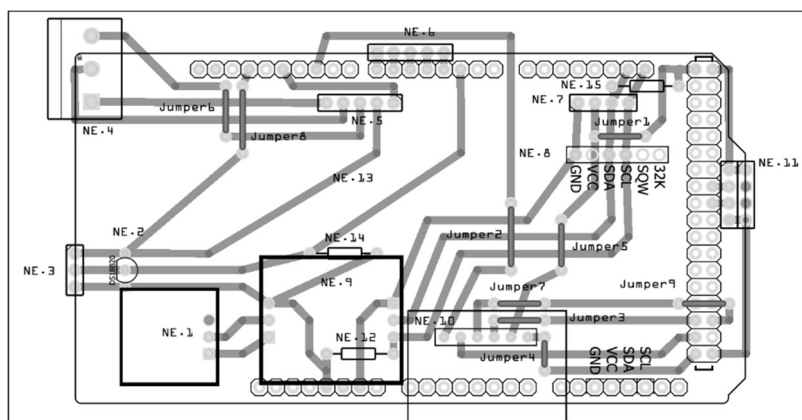 NE.6
NE.15
NE.4
Jumper6
NE.5
NE.7
Jumper1
Jumper8
NE.8
GND
VCC
SDA
SCL
SQW
32K
NE.11
NE.13
NE.2
NE.14
Jumper2
Jumper5
NE.3
DS18B20
NE.9
Jumper7
Jumper9
NE.1
NE.10
Jumper3
NE.12
Jumper4
GND
VCC
SDA
SCL